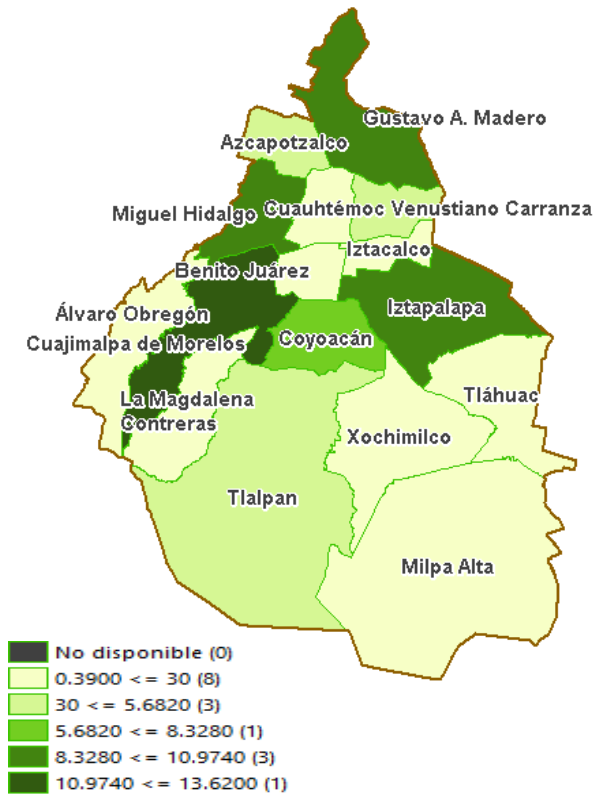 Gustavo A. Madero
Azcapotzalco
Miguel Hidalgo
Cuauhtémoc
Venustiano Carranza
Iztacalco
Benito Juárez
Álvaro Obregón
Iztapalapa
Cuajimalpa de Morelos
Coyoacán
La Magdalena
Contreras
Tláhuac
Xochimilco
Tlalpan
Milpa Alta
No disponible (0)
0.3900 <= 30 (8)
30 <= 5.6820 (3)
5.6820 <= 8.3280 (1)
8.3280 <= 10.9740 (3)
10.9740 <= 13.6200 (1)